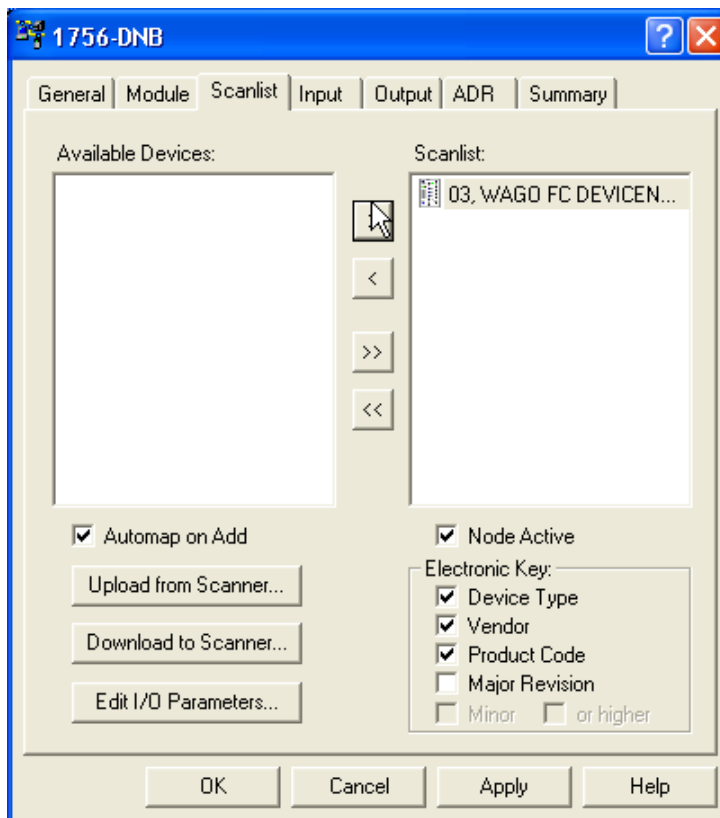 1756-DNB
General Module Scanlist Input Output ADR Summary
Available Devices: Scanlist:
03, WAGO FC DEVICEN...
<
>>
<<
Automap on Add Node Active
Upload from Scanner...
Download to Scanner...
Edit I/O Parameters...
Electronic Key:
Device Type
Vendor
Product Code
Major Revision
Minor or higher
OK Cancel Apply Help